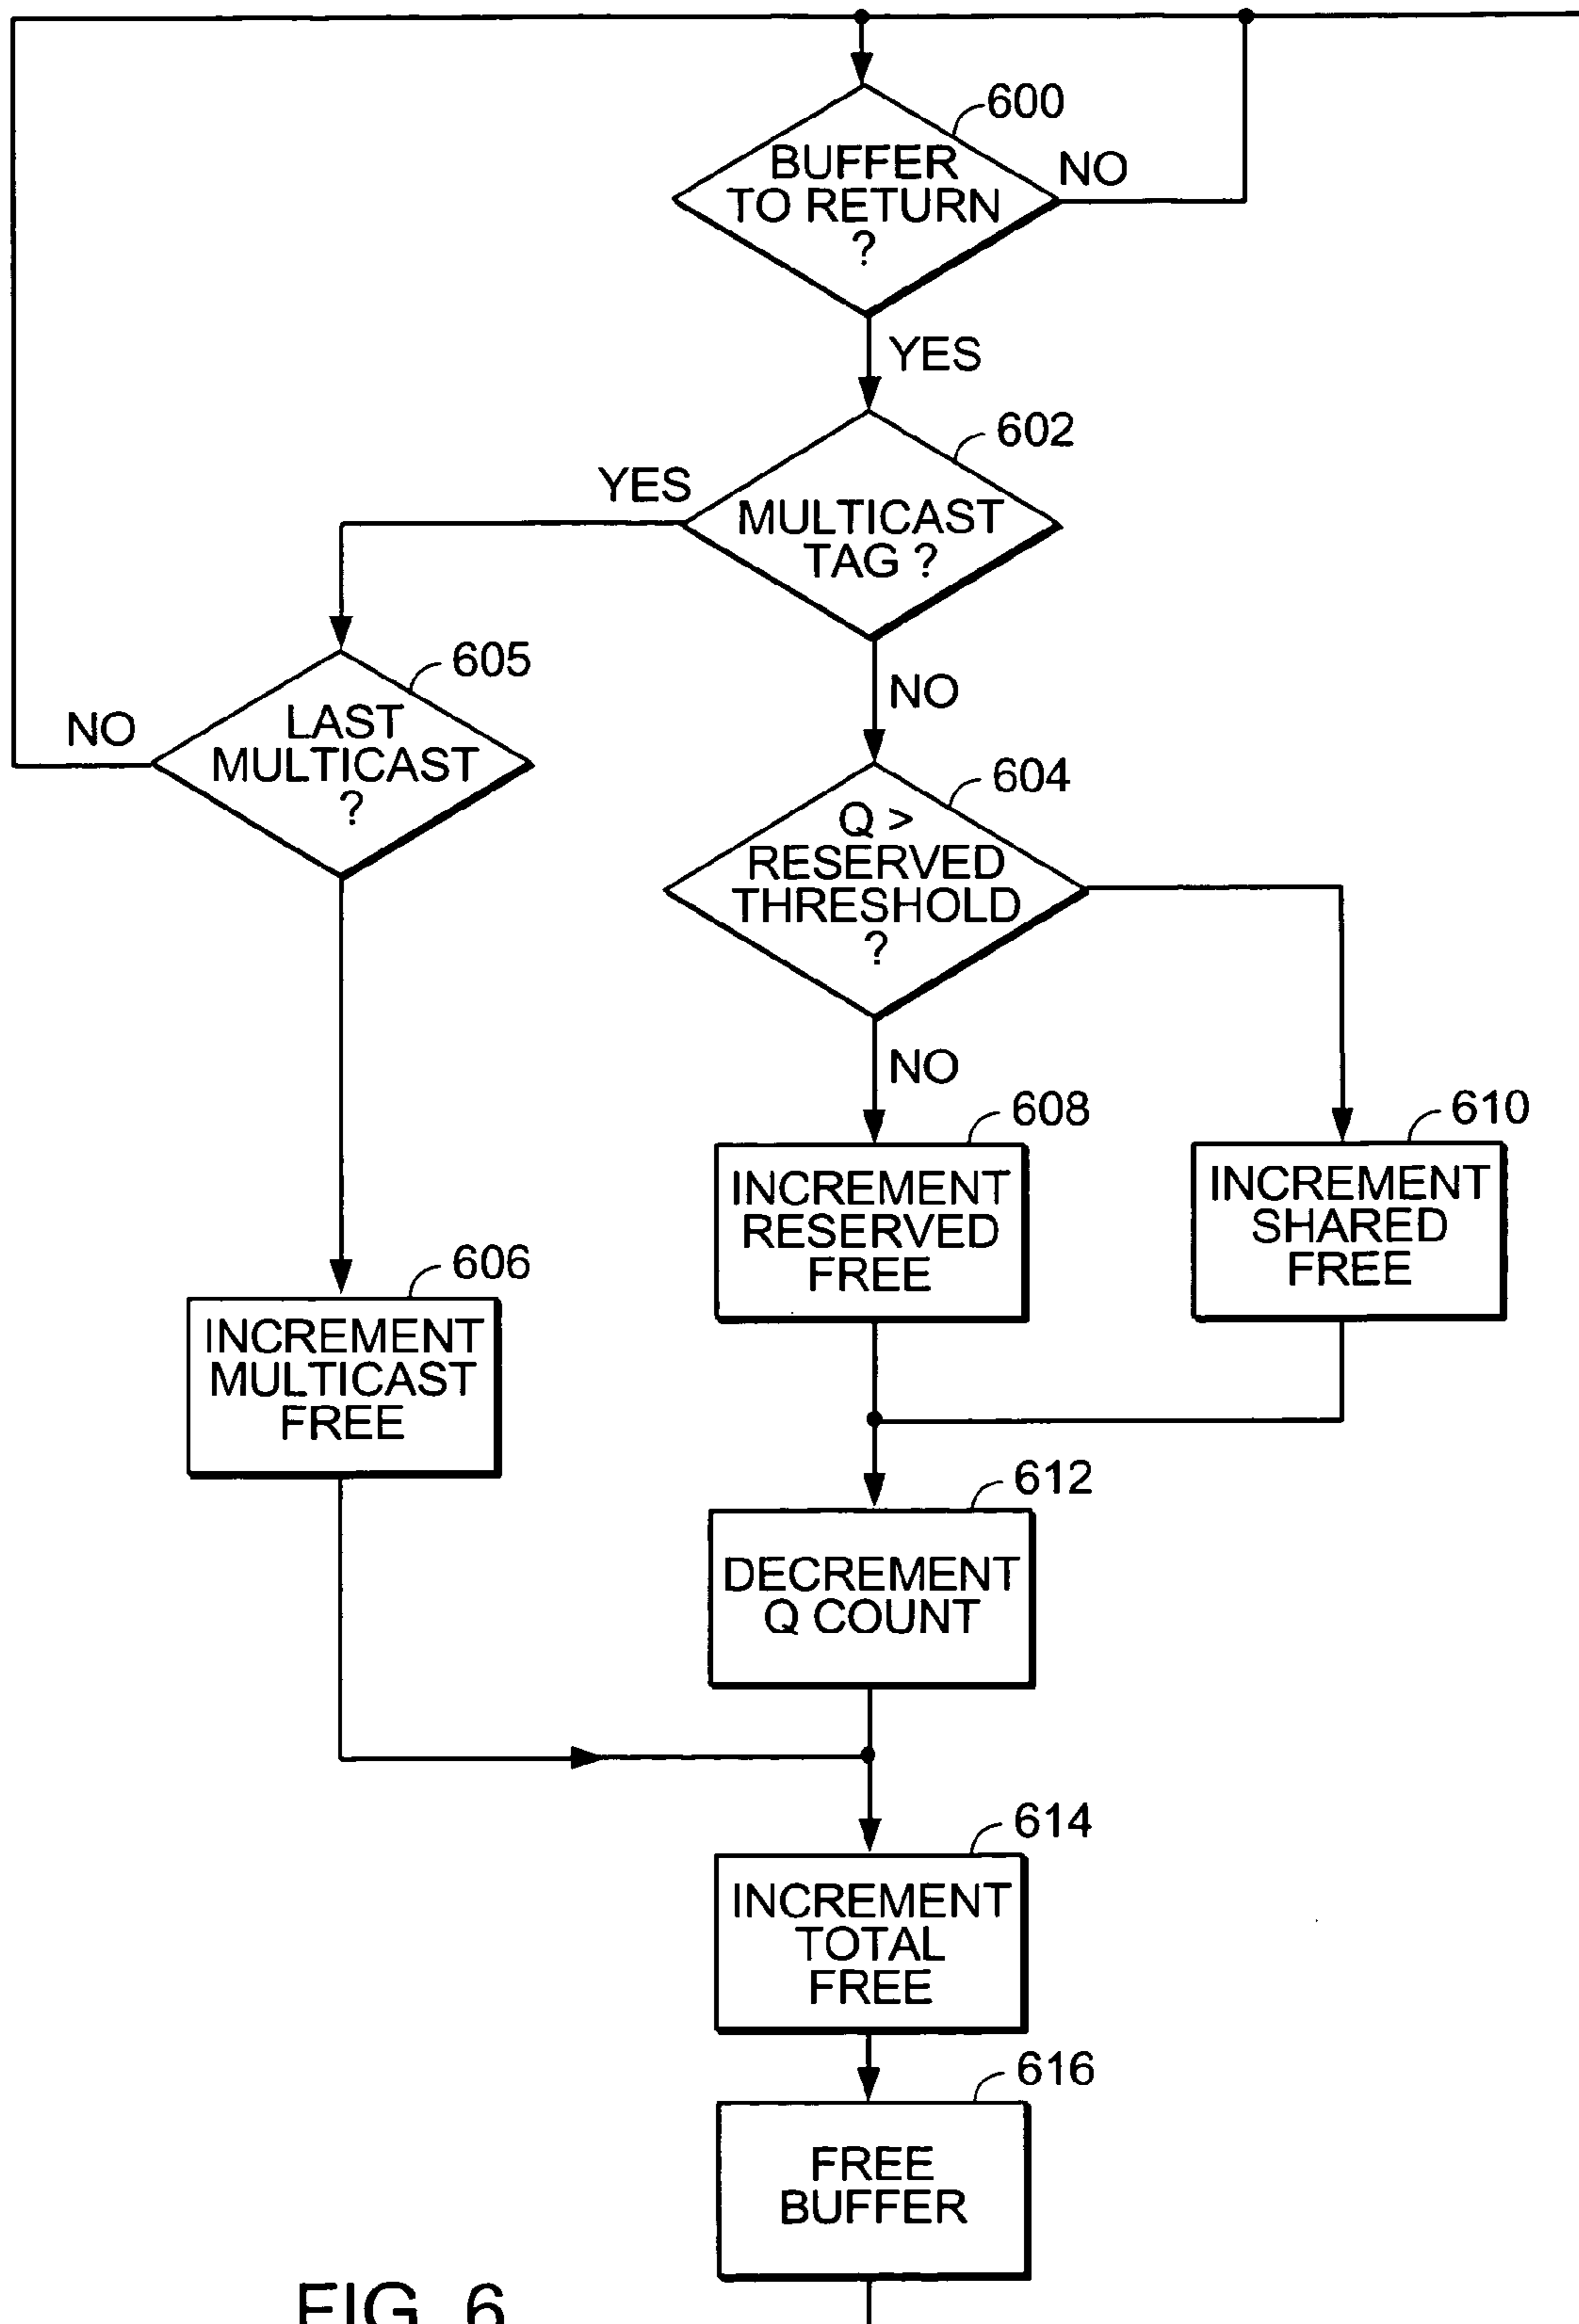 600
BUFFER
TO RETURN
?
NO
YES
602
YES
MULTICAST
TAG ?
605
NO
LAST
MULTICAST
?
NO
604
Q >
RESERVED
THRESHOLD
?
NO
608
INCREMENT
RESERVED
FREE
610
INCREMENT
SHARED
FREE
606
INCREMENT
MULTICAST
FREE
612
DECREMENT
Q COUNT
614
INCREMENT
TOTAL
FREE
616
FREE
BUFFER
FIG. 6